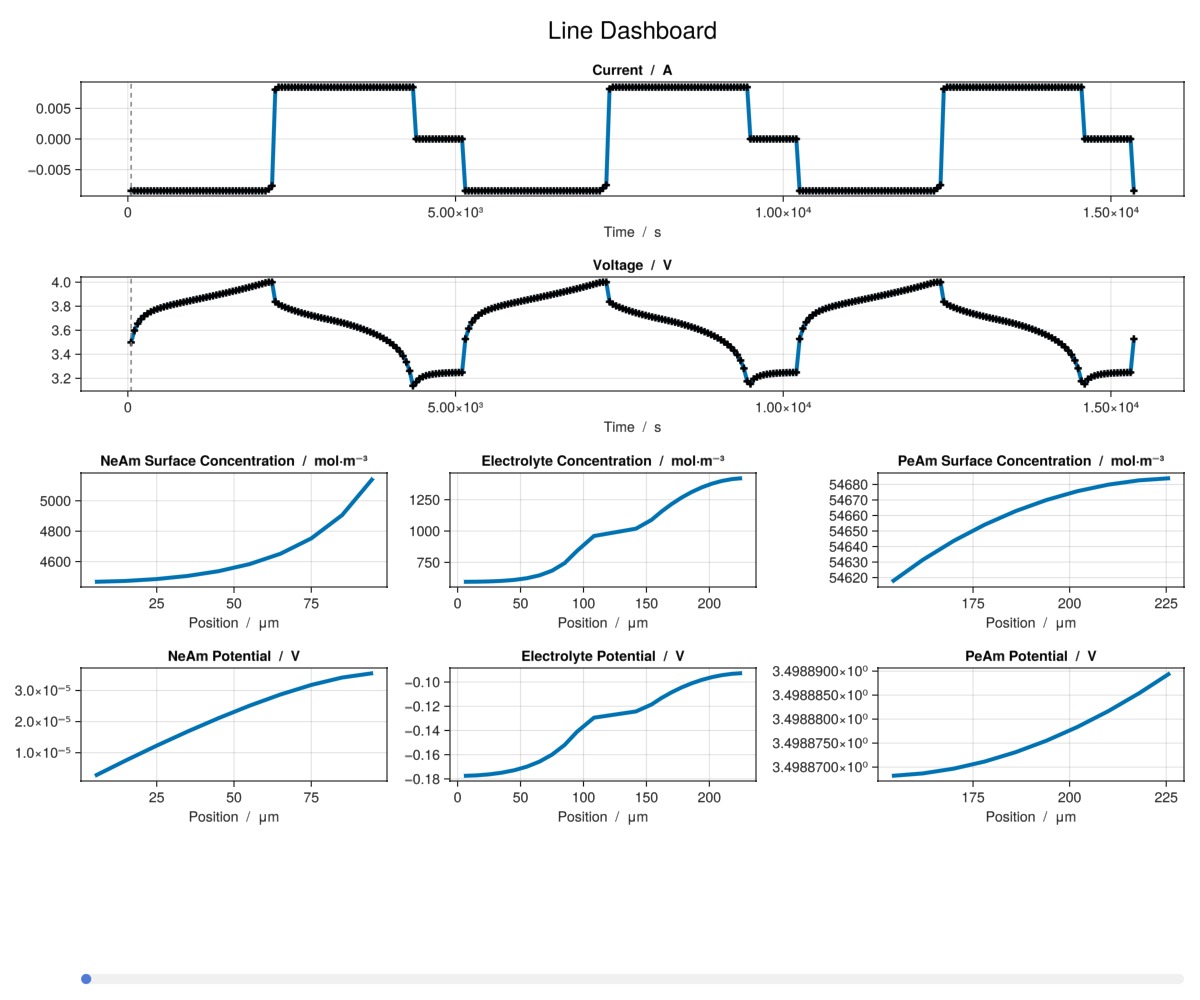 Line Dashboard
Current / A
0.005
0.000
−0.005
0 5.00×10³ 1.00×10⁴ 1.50×10⁴
Time / s
Voltage / V
4.0
3.8
3.6
3.4
3.2
0 5.00×10³ 1.00×10⁴ 1.50×10⁴
Time / s
NeAm Surface Concentration / mol·m⁻³
5000
4800
4600
25 50 75
Position / μm
Electrolyte Concentration / mol·m⁻³
1250
1000
750
0 50 100 150 200
Position / μm
PeAm Surface Concentration / mol·m⁻³
54680
54670
54660
54650
54640
54630
54620
175 200 225
Position / μm
NeAm Potential / V
3.0×10⁻⁵
2.0×10⁻⁵
1.0×10⁻⁵
25 50 75
Position / μm
Electrolyte Potential / V
−0.10
−0.12
−0.14
−0.16
−0.18
0 50 100 150 200
Position / μm
PeAm Potential / V
3.4988900×10⁰
3.4988850×10⁰
3.4988800×10⁰
3.4988750×10⁰
3.4988700×10⁰
175 200 225
Position / μm